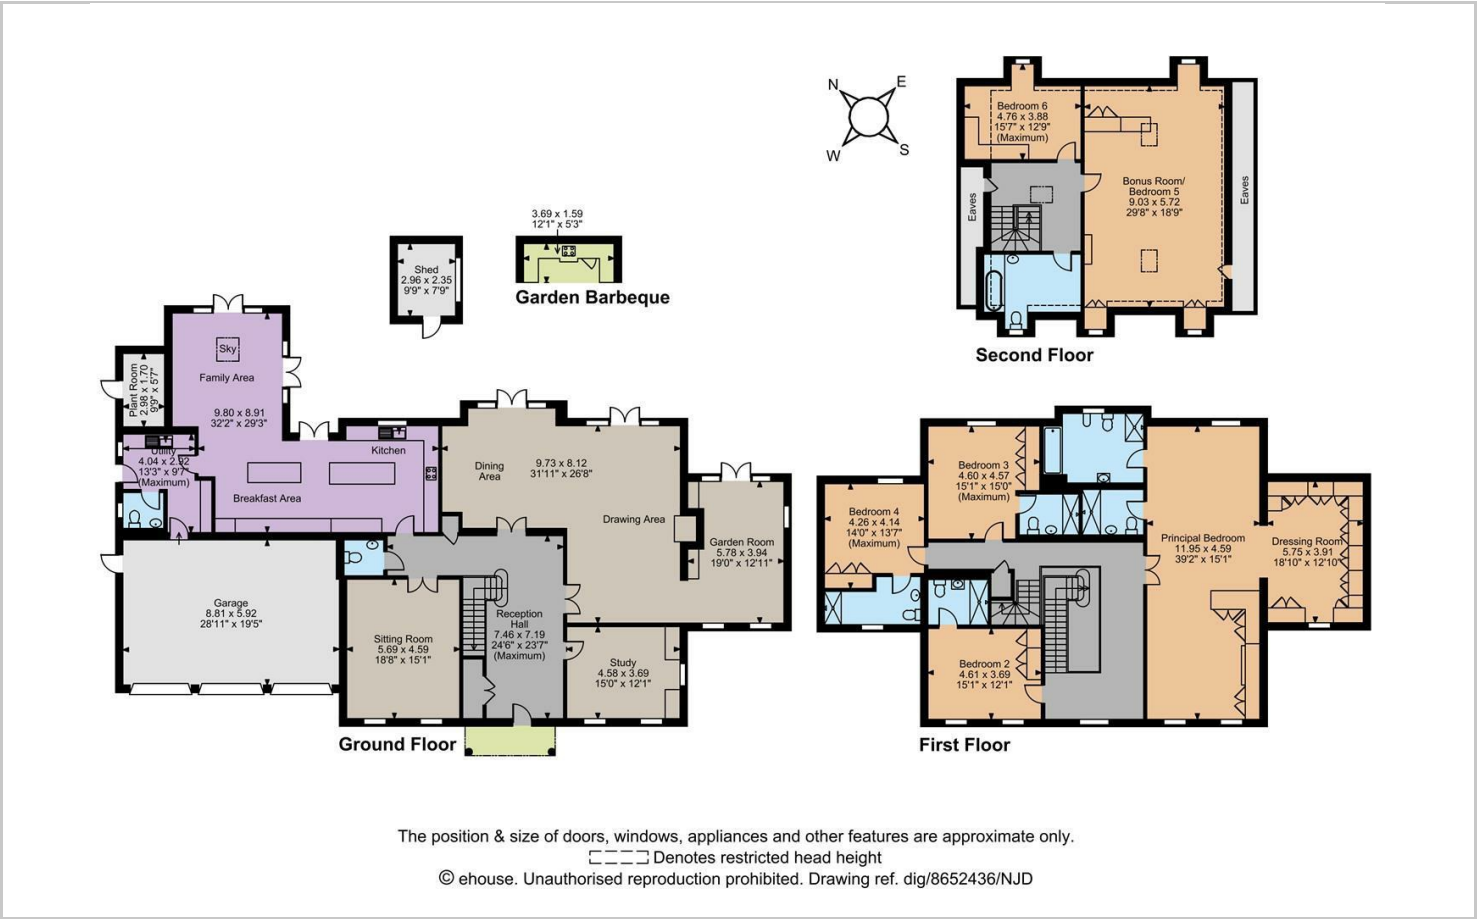 N
E
W
S
Bedroom 6
4.76 x 3.88
15'7" x 12'9"
(Maximum)
Bonus Room/
Bedroom 5
9.03 x 5.72
29'8" x 18'9"
Eaves
Eaves
Second Floor
3.69 x 1.59
12'1" x 5'3"
Garden Barbeque
Shed
2.96 x 2.35
9'9" x 7'9"
Sky
Family Area
9.80 x 8.91
32'2" x 29'3"
Plant Room
2.98 x 1.70
9'9" x 5'7"
Utility
4.04 x 2.92
13'3" x 9'7"
(Maximum)
Kitchen
Breakfast Area
Dining
Area
9.73 x 8.12
31'11" x 26'8"
Drawing Area
Garden Room
5.78 x 3.94
19'0" x 12'11"
Garage
8.81 x 5.92
28'11" x 19'5"
Sitting Room
5.69 x 4.59
18'8" x 15'1"
Reception
Hall
7.46 x 7.19
24'6" x 23'7"
(Maximum)
Study
4.58 x 3.69
15'0" x 12'1"
Ground Floor
Bedroom 3
4.60 x 4.57
15'1" x 15'0"
(Maximum)
Bedroom 4
4.26 x 4.14
14'0" x 13'7"
(Maximum)
Principal Bedroom
11.95 x 4.59
39'2" x 15'1"
Dressing Room
5.75 x 3.91
18'10" x 12'10"
Bedroom 2
4.61 x 3.69
15'1" x 12'1"
First Floor
The position & size of doors, windows, appliances and other features are approximate only.
Denotes restricted head height
© ehouse. Unauthorised reproduction prohibited. Drawing ref. dig/8652436/NJD